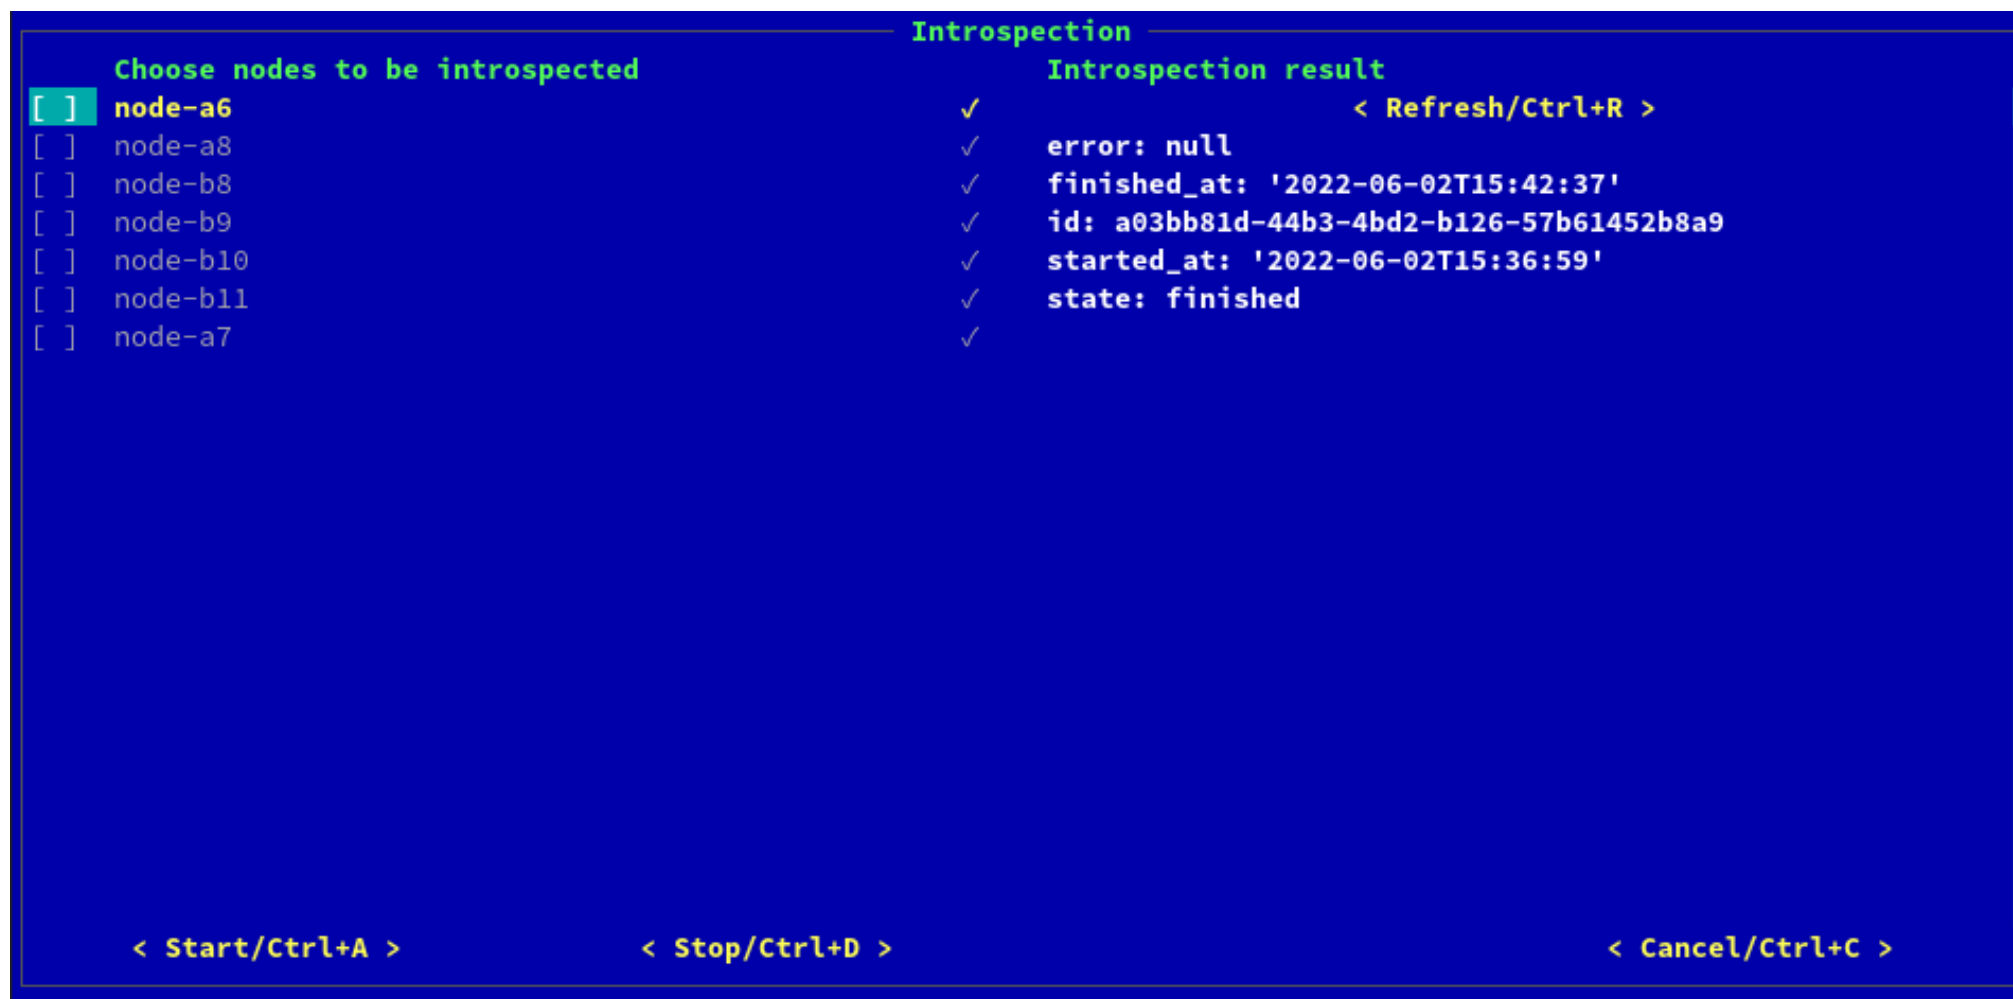 Introspection
Choose nodes to be introspected Introspection result
[ ] node-a6 ✓ < Refresh/Ctrl+R >
[ ] node-a8 ✓ error: null
[ ] node-b8 ✓ finished_at: '2022-06-02T15:42:37'
[ ] node-b9 ✓ id: a03bb81d-44b3-4bd2-b126-57b61452b8a9
[ ] node-b10 ✓ started_at: '2022-06-02T15:36:59'
[ ] node-b11 ✓ state: finished
[ ] node-a7 ✓
< Start/Ctrl+A > < Stop/Ctrl+D > < Cancel/Ctrl+C >